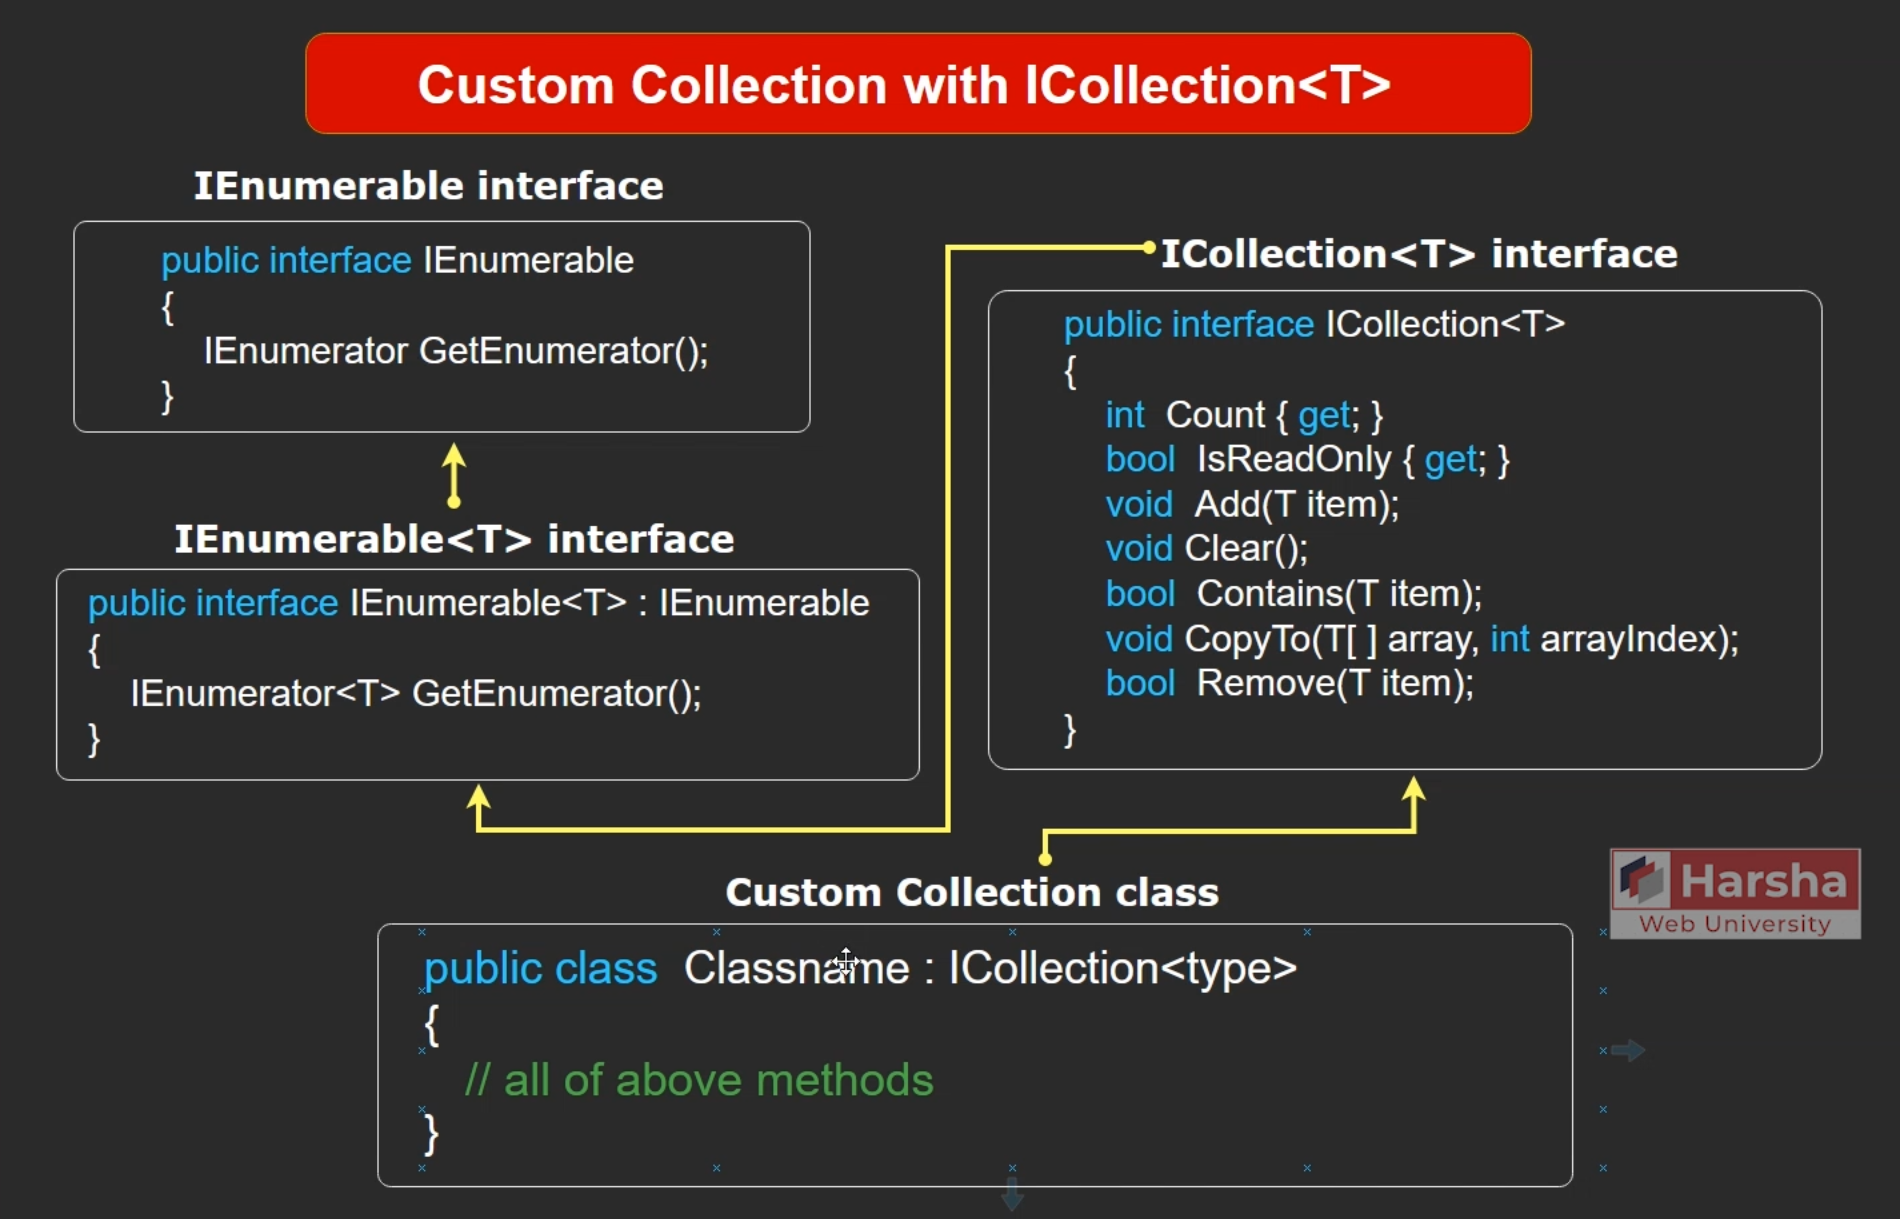 Custom Collection with ICollection<T>
IEnumerable interface
public interface IEnumerable
{
IEnumerator GetEnumerator();
}
IEnumerable<T> interface
public interface IEnumerable<T> : IEnumerable
{
IEnumerator<T> GetEnumerator();
}
ICollection<T> interface
public interface ICollection<T>
{
int Count { get; }
bool IsReadOnly { get; }
void Add(T item);
void Clear();
bool Contains(T item);
void CopyTo(T[ ] array, int arrayIndex);
bool Remove(T item);
}
Custom Collection class
public class Classname : ICollection<type>
{
// all of above methods
}
Harsha
Web University